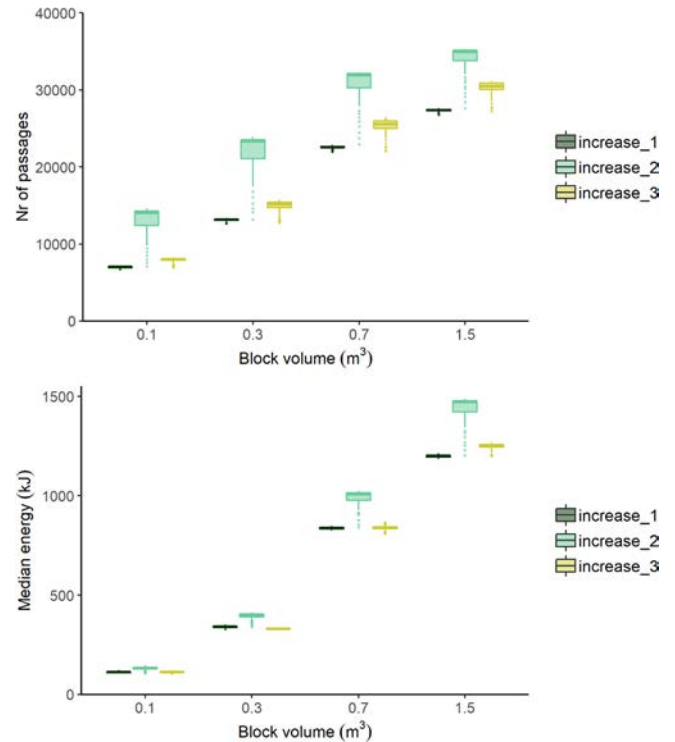 40000
30000
20000
10000
0
Nr of passages
0.1 0.3 0.7 1.5
Block volume (m³)
increase_1
increase_2
increase_3
1500
1000
500
0
Median energy (kJ)
0.1 0.3 0.7 1.5
Block volume (m³)
increase_1
increase_2
increase_3